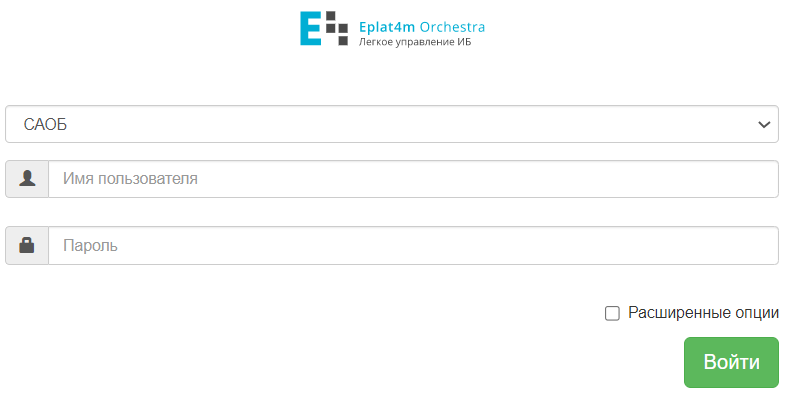 Eplat4m Orchestra
Легкое управление ИБ
САОБ
Имя пользователя
Пароль
Расширенные опции
Войти